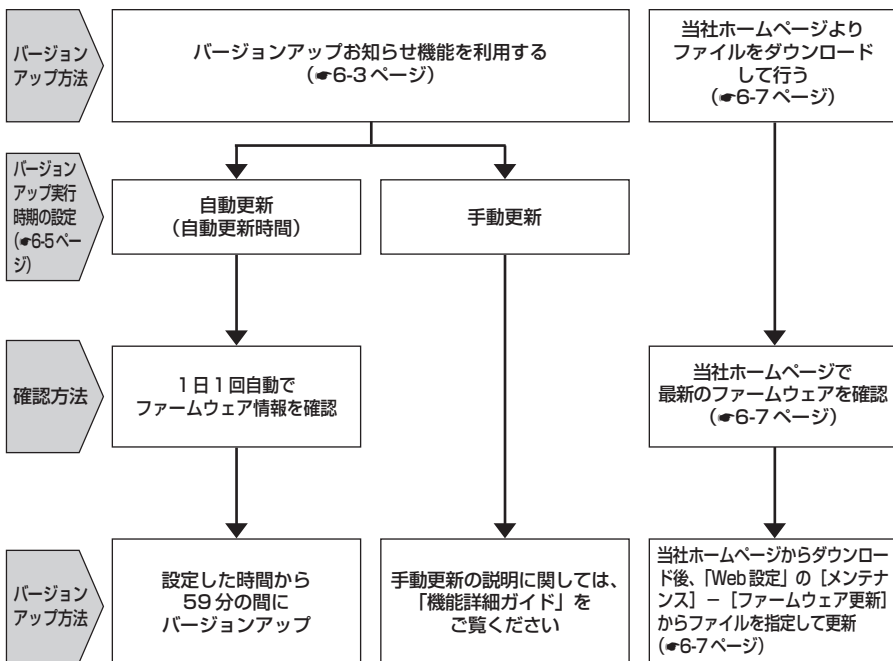 バージョン
アップ方法
バージョンアップお知らせ機能を利用する
(☛6-3ページ)
当社ホームページより
ファイルをダウンロード
して行う
(☛6-7ページ)
バージョン
アップ実行
時期の設定
(☛6-5ペー
ジ)
自動更新
(自動更新時間)
手動更新
確認方法
1日1回自動で
ファームウェア情報を確認
当社ホームページで
最新のファームウェアを確認
(☛6-7ページ)
バージョン
アップ方法
設定した時間から
59分の間に
バージョンアップ
手動更新の説明に関しては、
「機能詳細ガイド」を
ご覧ください
当社ホームページからダウンロー
ド後、「Web設定」の[メンテナ
ンス]－[ファームウェア更新]
からファイルを指定して更新
(☛6-7ページ)